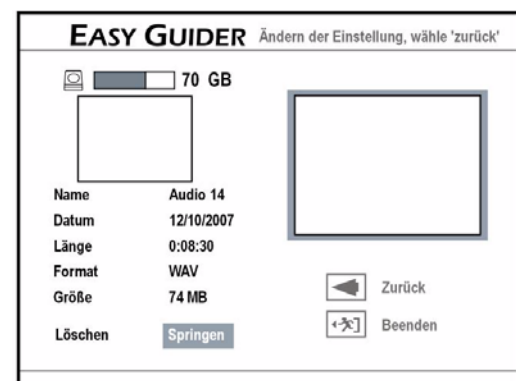 EASY GUIDER Ändern der Einstellung, wähle 'zurück'
70 GB
Name Audio 14
Datum 12/10/2007
Länge 0:08:30
Format WAV
Größe 74 MB
Löschen Springen
Zurück
Beenden